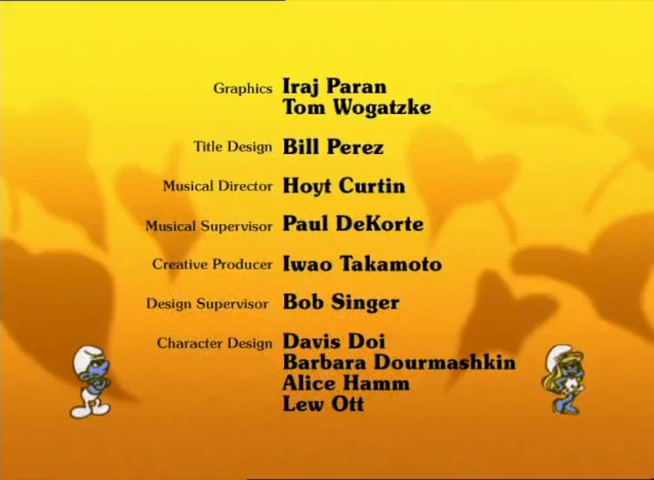 Graphics Iraj Paran
Tom Wogatzke
Title Design Bill Perez
Musical Director Hoyt Curtin
Musical Supervisor Paul DeKorte
Creative Producer Iwao Takamoto
Design Supervisor Bob Singer
Character Design Davis Doi
Barbara Dourmashkin
Alice Hamm
Lew Ott